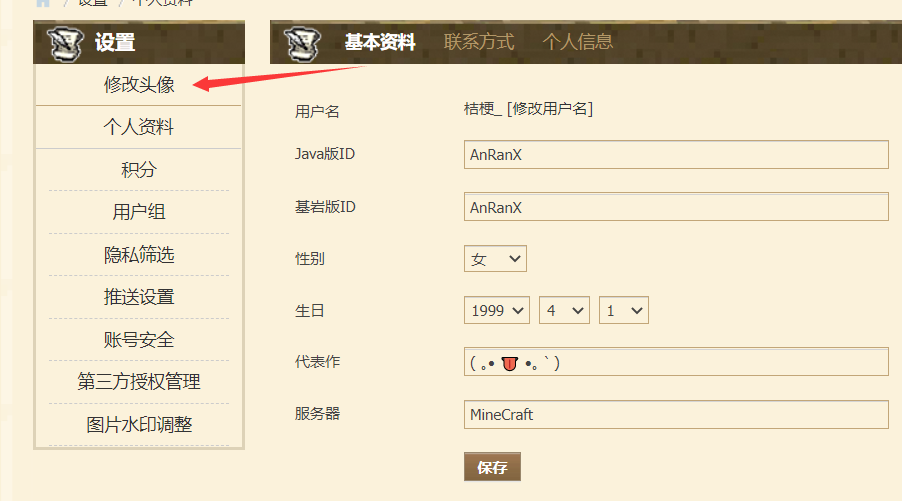 设置
个人资料
设置
修改头像
个人资料
积分
用户组
隐私筛选
推送设置
账号安全
第三方授权管理
图片水印调整
基本资料 联系方式 个人信息
用户名 桔梗_ [修改用户名]
Java版ID AnRanX
基岩版ID AnRanX
性别 女
生日 1999 4 1
代表作 ( 。• 👅 •。` )
服务器 MineCraft
保存